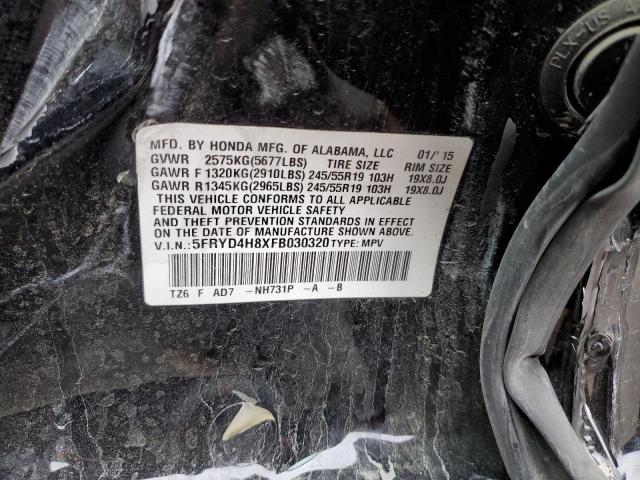 PLX-US A
MFD. BY HONDA MFG. OF ALABAMA, LLC 01/'15
GVWR 2575KG(5677LBS) TIRE SIZE RIM SIZE
GAWR F 1320KG(2910LBS) 245/55R19 103H 19X8.0J
GAWR R1345KG(2965LBS) 245/55R19 103H 19X8.0J
THIS VEHICLE CONFORMS TO ALL APPLICABLE
FEDERAL MOTOR VEHICLE SAFETY
AND THEFT PREVENTION STANDARDS IN EFFECT
ON THE DATE OF MANUFACTURE SHOWN ABOVE.
V.I.N.:5FRYD4H8XFB030320 TYPE: MPV
TZ6 F AD7 -NH731P -A -B